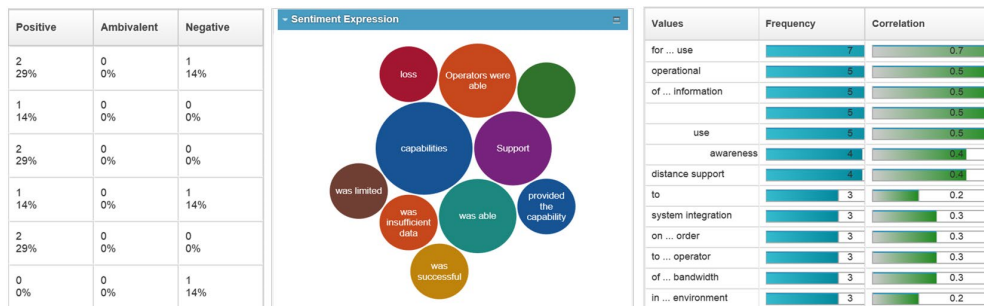 Positive Ambivalent Negative
2 0 1
29% 0% 14%
1 0 0
14% 0% 0%
2 0 0
29% 0% 0%
1 0 1
14% 0% 14%
2 0 0
29% 0% 0%
0 0 1
0% 0% 14%
Sentiment Expression
loss
Operators were
able
capabilities
Support
was limited
was
insufficient
data
was able
provided
the
capability
was
successful
Values Frequency Correlation
for ... use 7 0.7
operational 5 0.5
of ... information 5 0.5
5 0.5
use 5 0.5
awareness 4 0.4
distance support 4 0.4
to 3 0.2
system integration 3 0.3
on ... order 3 0.3
to ... operator 3 0.3
of ... bandwidth 3 0.3
in ... environment 3 0.2